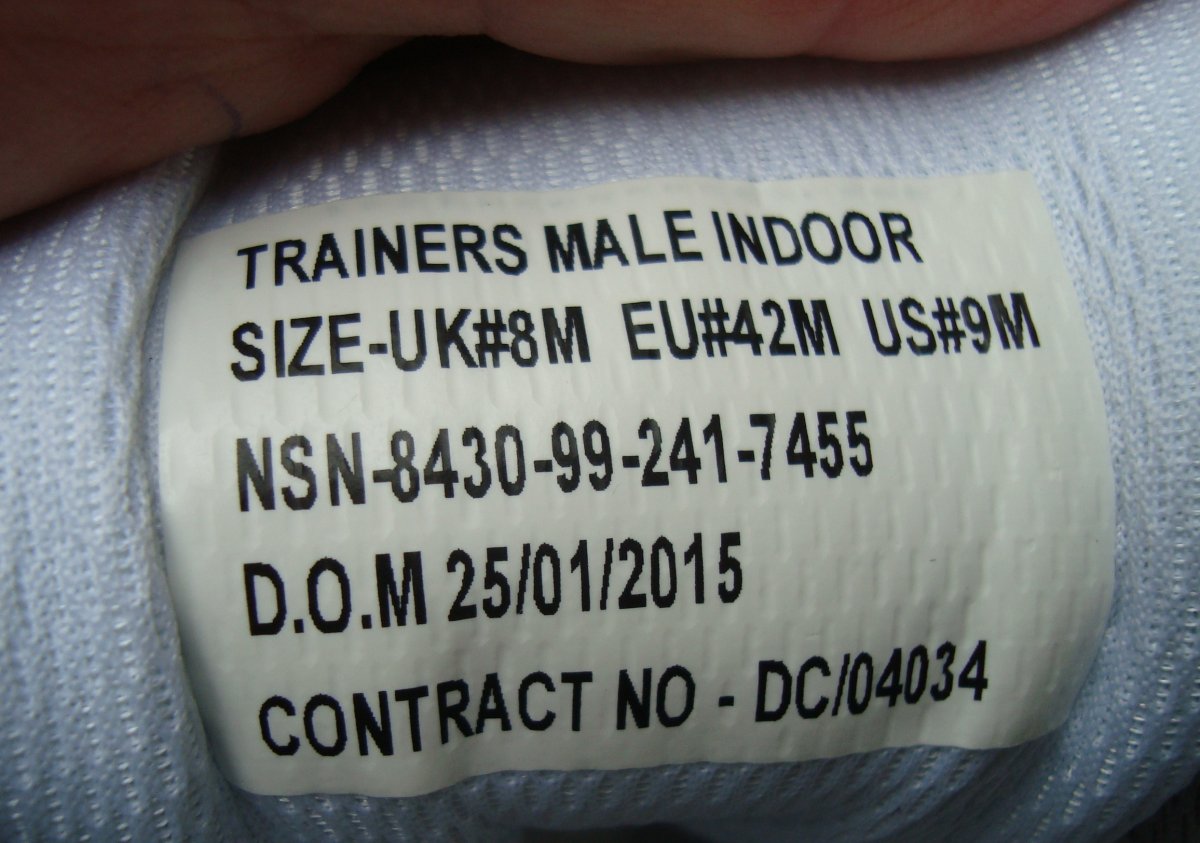 TRAINERS MALE INDOOR
SIZE-UK#8M EU#42M US#9M
NSN-8430-99-241-7455
D.O.M 25/01/2015
CONTRACT NO - DC/04034